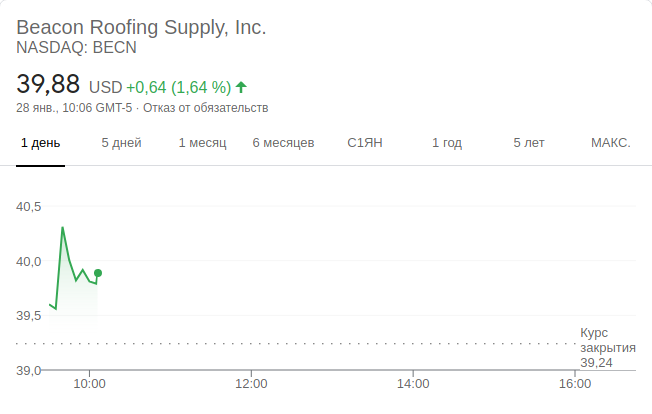 Beacon Roofing Supply, Inc.
NASDAQ: BECN
39,88 USD +0,64 (1,64 %)
28 янв., 10:06 GMT-5 · Отказ от обязательств
1 день 5 дней 1 месяц 6 месяцев С1ЯН 1 год 5 лет МАКС.
40,5
40,0
39,5
Курс
закрытия
39,24
39,0
10:00 12:00 14:00 16:00